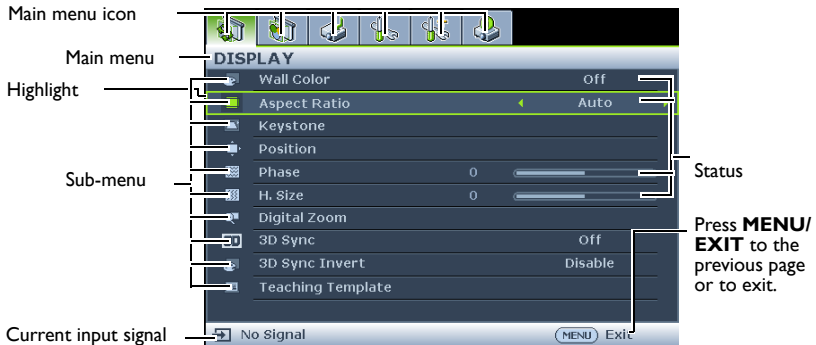 Main menu icon
Main menu
DISPLAY
Highlight
Wall Color Off
Aspect Ratio Auto
Keystone
Position
Sub-menu
Phase 0
Status
H. Size 0
Digital Zoom
3D Sync Off
3D Sync Invert Disable
Teaching Template
Press MENU/
EXIT to the
previous page
or to exit.
Current input signal
No Signal
MENU Exit